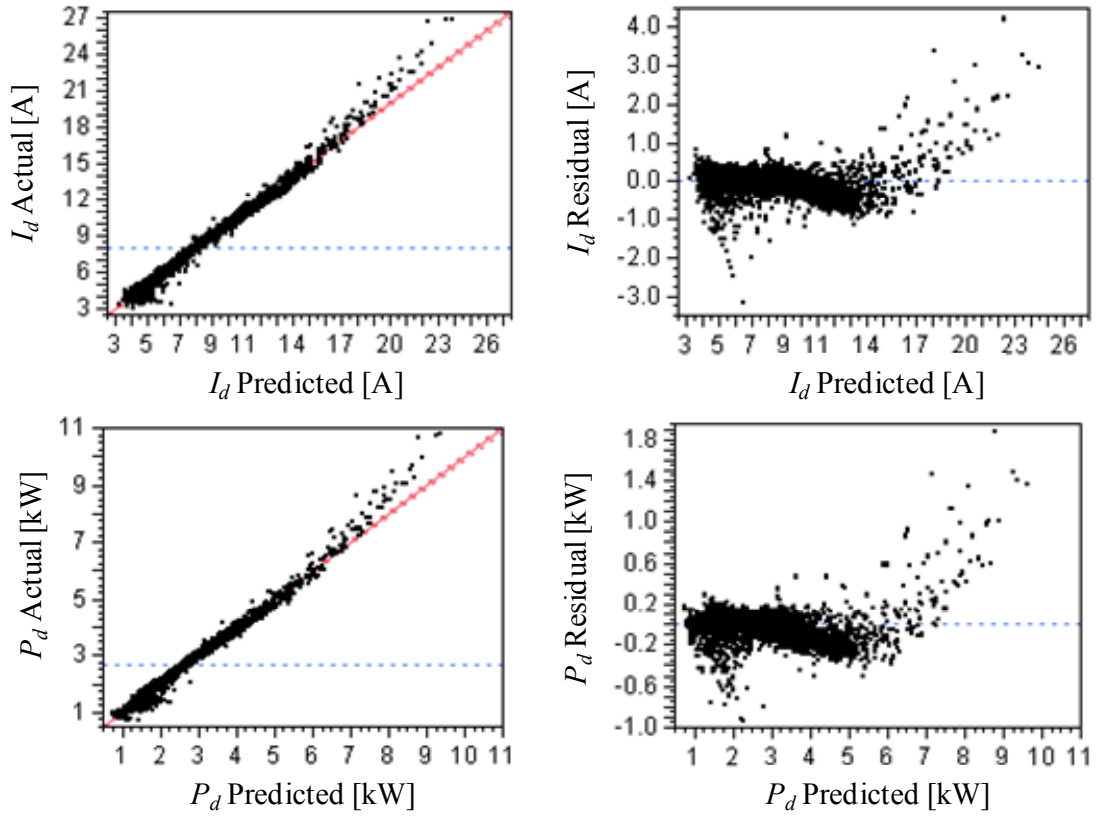 I_d Actual [A]
27
24
21
18
15
12
9
6
3
3 5 7 9 11 14 17 20 23 26
I_d Predicted [A]
I_d Residual [A]
4.0
3.0
2.0
1.0
0.0
-1.0
-2.0
-3.0
3 5 7 9 11 14 17 20 23 26
I_d Predicted [A]
P_d Actual [kW]
11
9
7
5
3
1
1 2 3 4 5 6 7 8 9 10 11
P_d Predicted [kW]
P_d Residual [kW]
1.8
1.4
1.0
0.6
0.2
-0.2
-0.6
-1.0
1 2 3 4 5 6 7 8 9 10 11
P_d Predicted [kW]